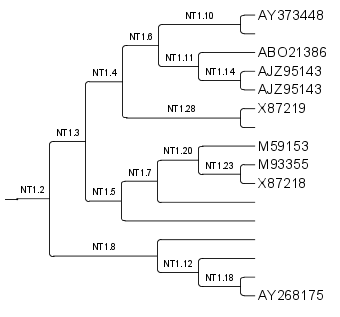 NT1.10 AY373448
NT1.6
ABO21386
NT1.11
NT1.4 NT1.14 AJZ95143
AJZ95143
NT1.28 X87219
NT1.3
NT1.20 M59153
NT1.7 NT1.23 M93355
X87218
NT1.2 NT1.5
NT1.8
NT1.12
NT1.18
AY268175